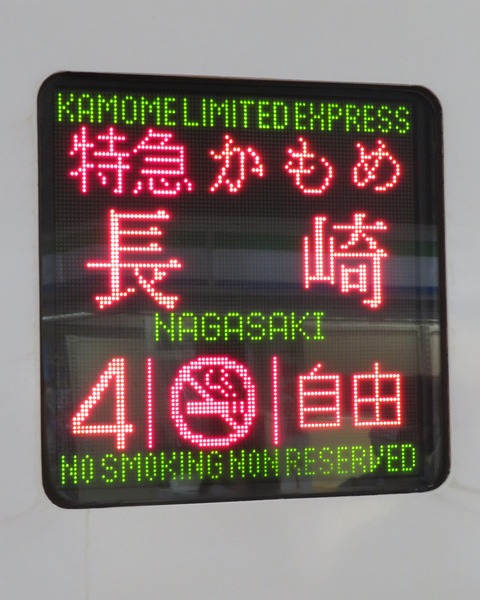 KAMOME LIMITED EXPRESS
特急 かもめ
長崎
NAGASAKI
4 自由
NO SMOKING NON RESERVED